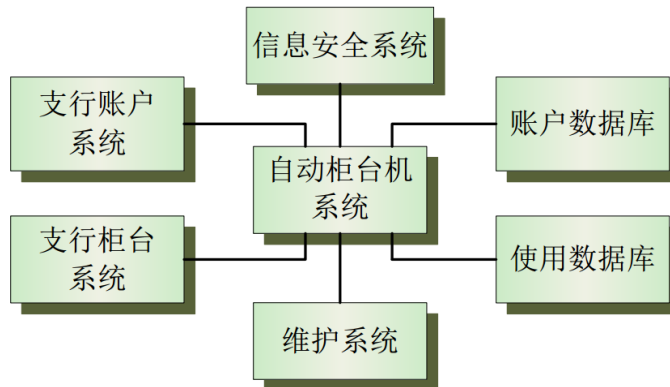 信息安全系统
支行账户
系统
账户数据库
自动柜台机
系统
支行柜台
系统
使用数据库
维护系统